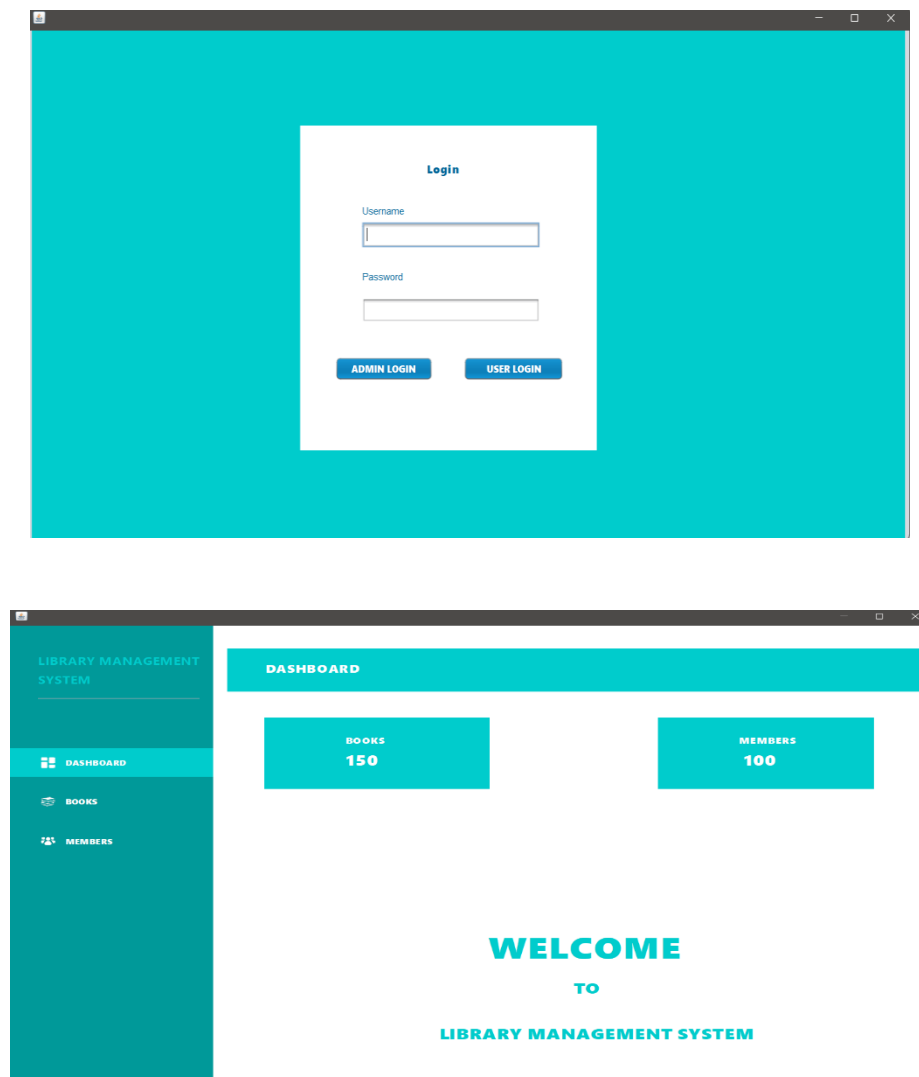 Login
Username
Password
ADMIN LOGIN
USER LOGIN
LIBRARY MANAGEMENT
SYSTEM
DASHBOARD
BOOKS
MEMBERS
DASHBOARD
BOOKS
150
MEMBERS
100
WELCOME
TO
LIBRARY MANAGEMENT SYSTEM